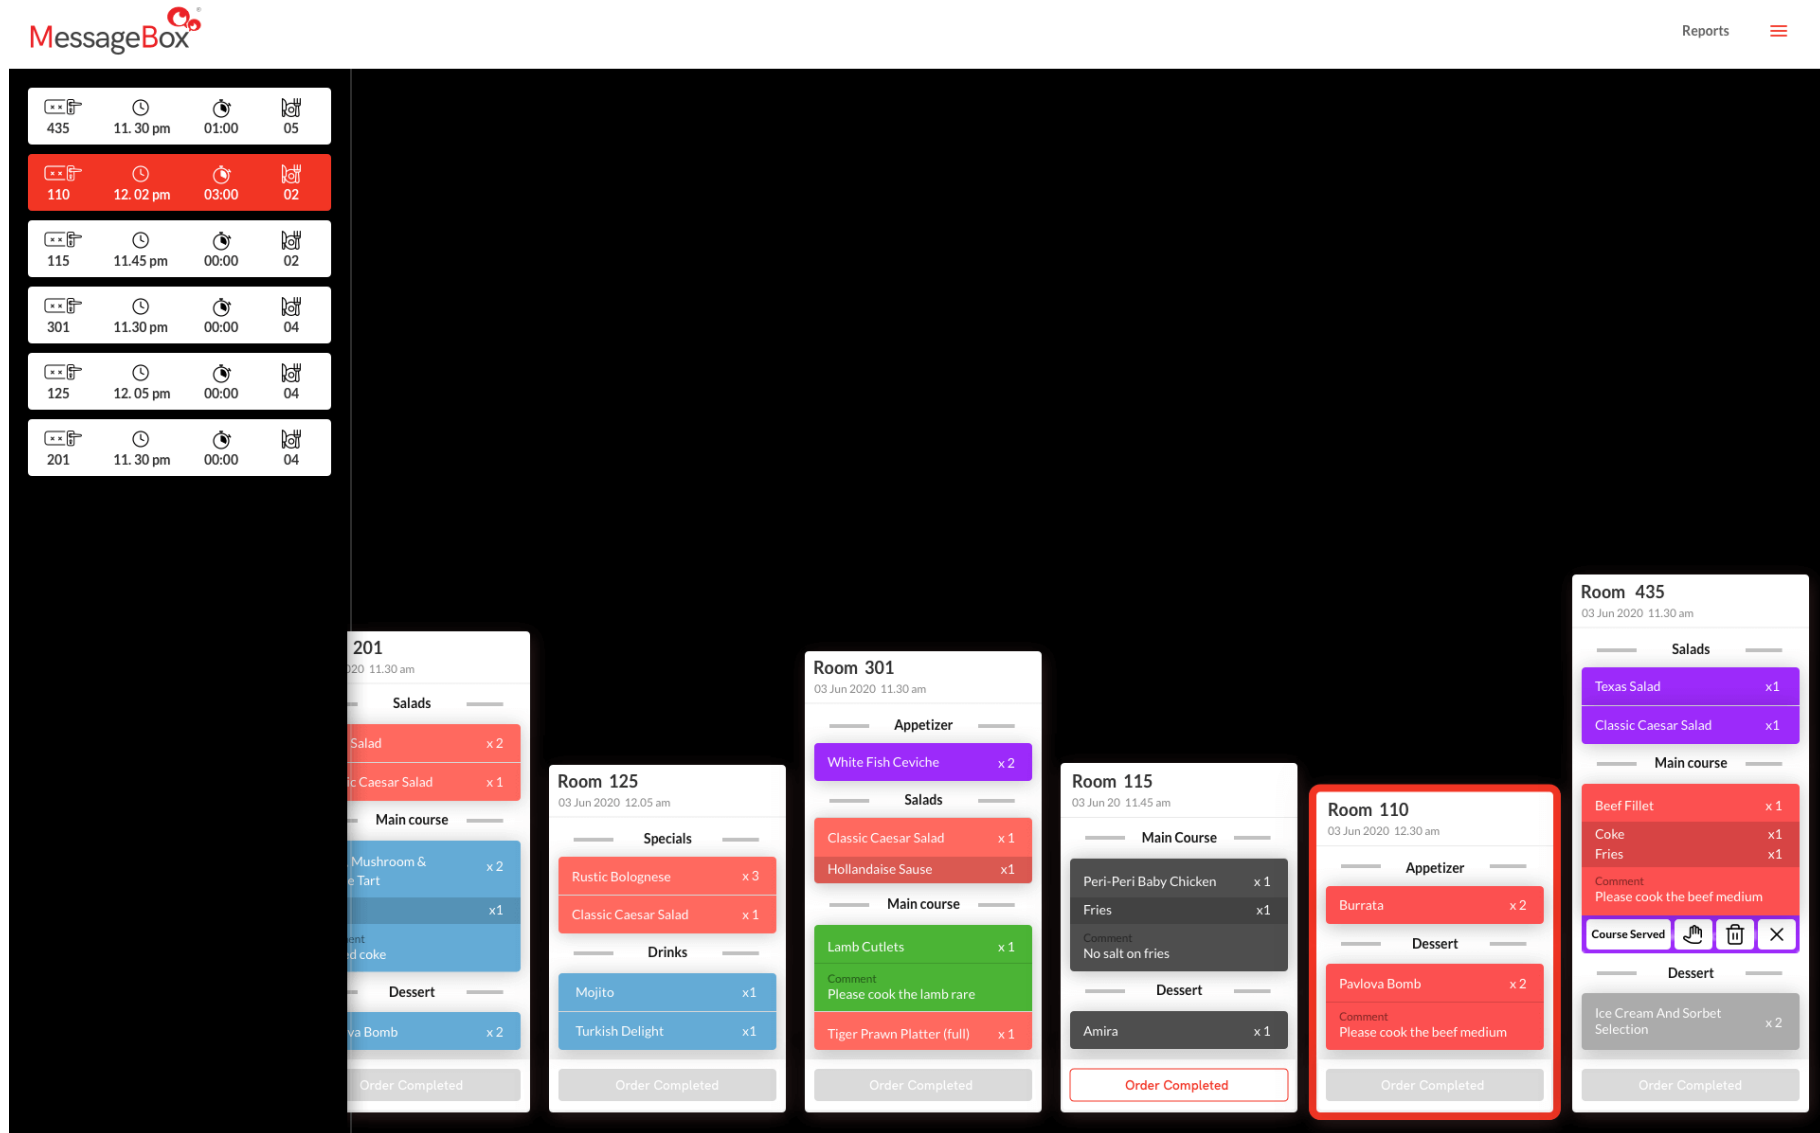 MessageBox
Reports
435 11. 30 pm 01:00 05
110 12. 02 pm 03:00 02
115 11.45 pm 00:00 02
301 11.30 pm 00:00 04
125 12. 05 pm 00:00 04
201 11. 30 pm 00:00 04
201
020 11.30 am
Salads
Salad x 2
ic Caesar Salad x 1
Main course
Mushroom & x 2
e Tart
x1
ent
ed coke
Dessert
va Bomb x 2
Order Completed
Room 125
03 Jun 2020 12.05 am
Specials
Rustic Bolognese x 3
Classic Caesar Salad x 1
Drinks
Mojito x1
Turkish Delight x1
Order Completed
Room 301
03 Jun 2020 11.30 am
Appetizer
White Fish Ceviche x 2
Salads
Classic Caesar Salad x 1
Hollandaise Sause x1
Main course
Lamb Cutlets x 1
Comment
Please cook the lamb rare
Tiger Prawn Platter (full) x 1
Order Completed
Room 115
03 Jun 20 11.45 am
Main Course
Peri-Peri Baby Chicken x 1
Fries x1
Comment
No salt on fries
Dessert
Amira x 1
Order Completed
Room 110
03 Jun 2020 12.30 am
Appetizer
Burrata x 2
Dessert
Pavlova Bomb x 2
Comment
Please cook the beef medium
Order Completed
Room 435
03 Jun 2020 11.30 am
Salads
Texas Salad x1
Classic Caesar Salad x1
Main course
Beef Fillet x 1
Coke x1
Fries x1
Comment
Please cook the beef medium
Course Served
Dessert
Ice Cream And Sorbet
Selection x 2
Order Completed